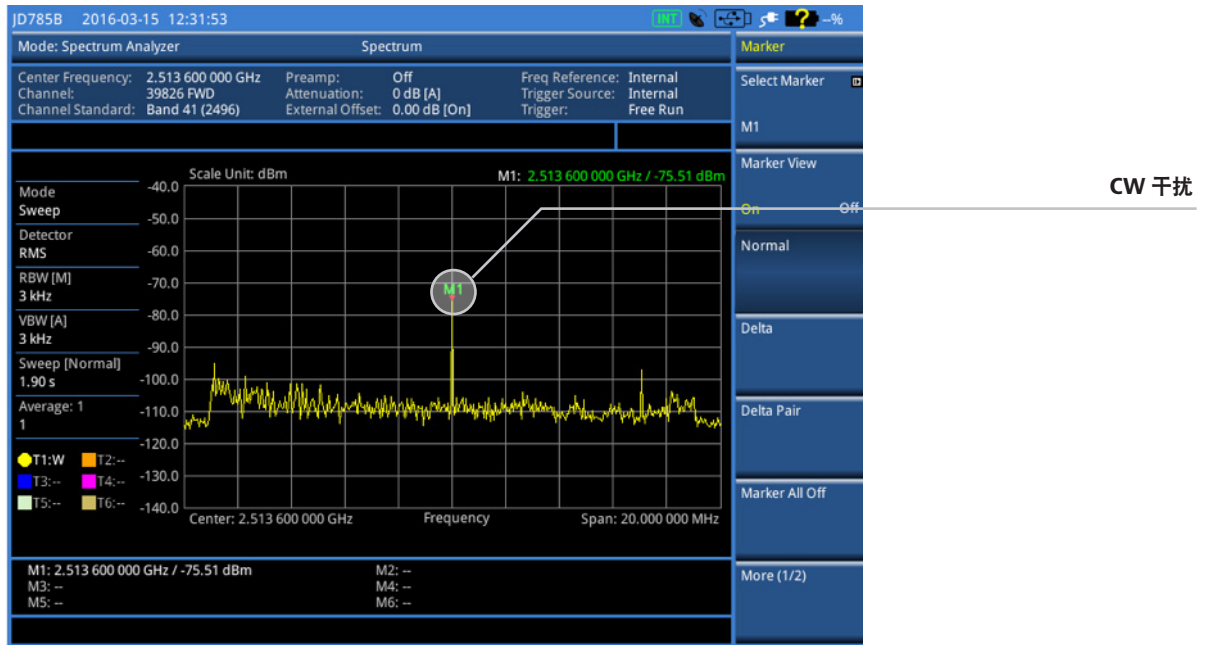 JD785B 2016-03-15 12:31:53 INT --%
Mode: Spectrum Analyzer Spectrum
Center Frequency: 2.513 600 000 GHz Preamp: Off Freq Reference: Internal
Channel: 39826 FWD Attenuation: 0 dB [A] Trigger Source: Internal
Channel Standard: Band 41 (2496) External Offset: 0.00 dB [On] Trigger: Free Run
Scale Unit: dBm M1: 2.513 600 000 GHz / -75.51 dBm
Mode
Sweep
Detector
RMS
RBW [M]
3 kHz
VBW [A]
3 kHz
Sweep [Normal]
1.90 s
Average: 1
1
T1:W T2:--
T3:-- T4:--
T5:-- T6:--
-40.0
-50.0
-60.0
-70.0
-80.0
-90.0
-100.0
-110.0
-120.0
-130.0
-140.0
M1
Center: 2.513 600 000 GHz Frequency Span: 20.000 000 MHz
M1: 2.513 600 000 GHz / -75.51 dBm M2: --
M3: -- M4: --
M5: -- M6: --
Marker
Select Marker
M1
Marker View
On Off
Normal
Delta
Delta Pair
Marker All Off
More (1/2)
CW 干扰